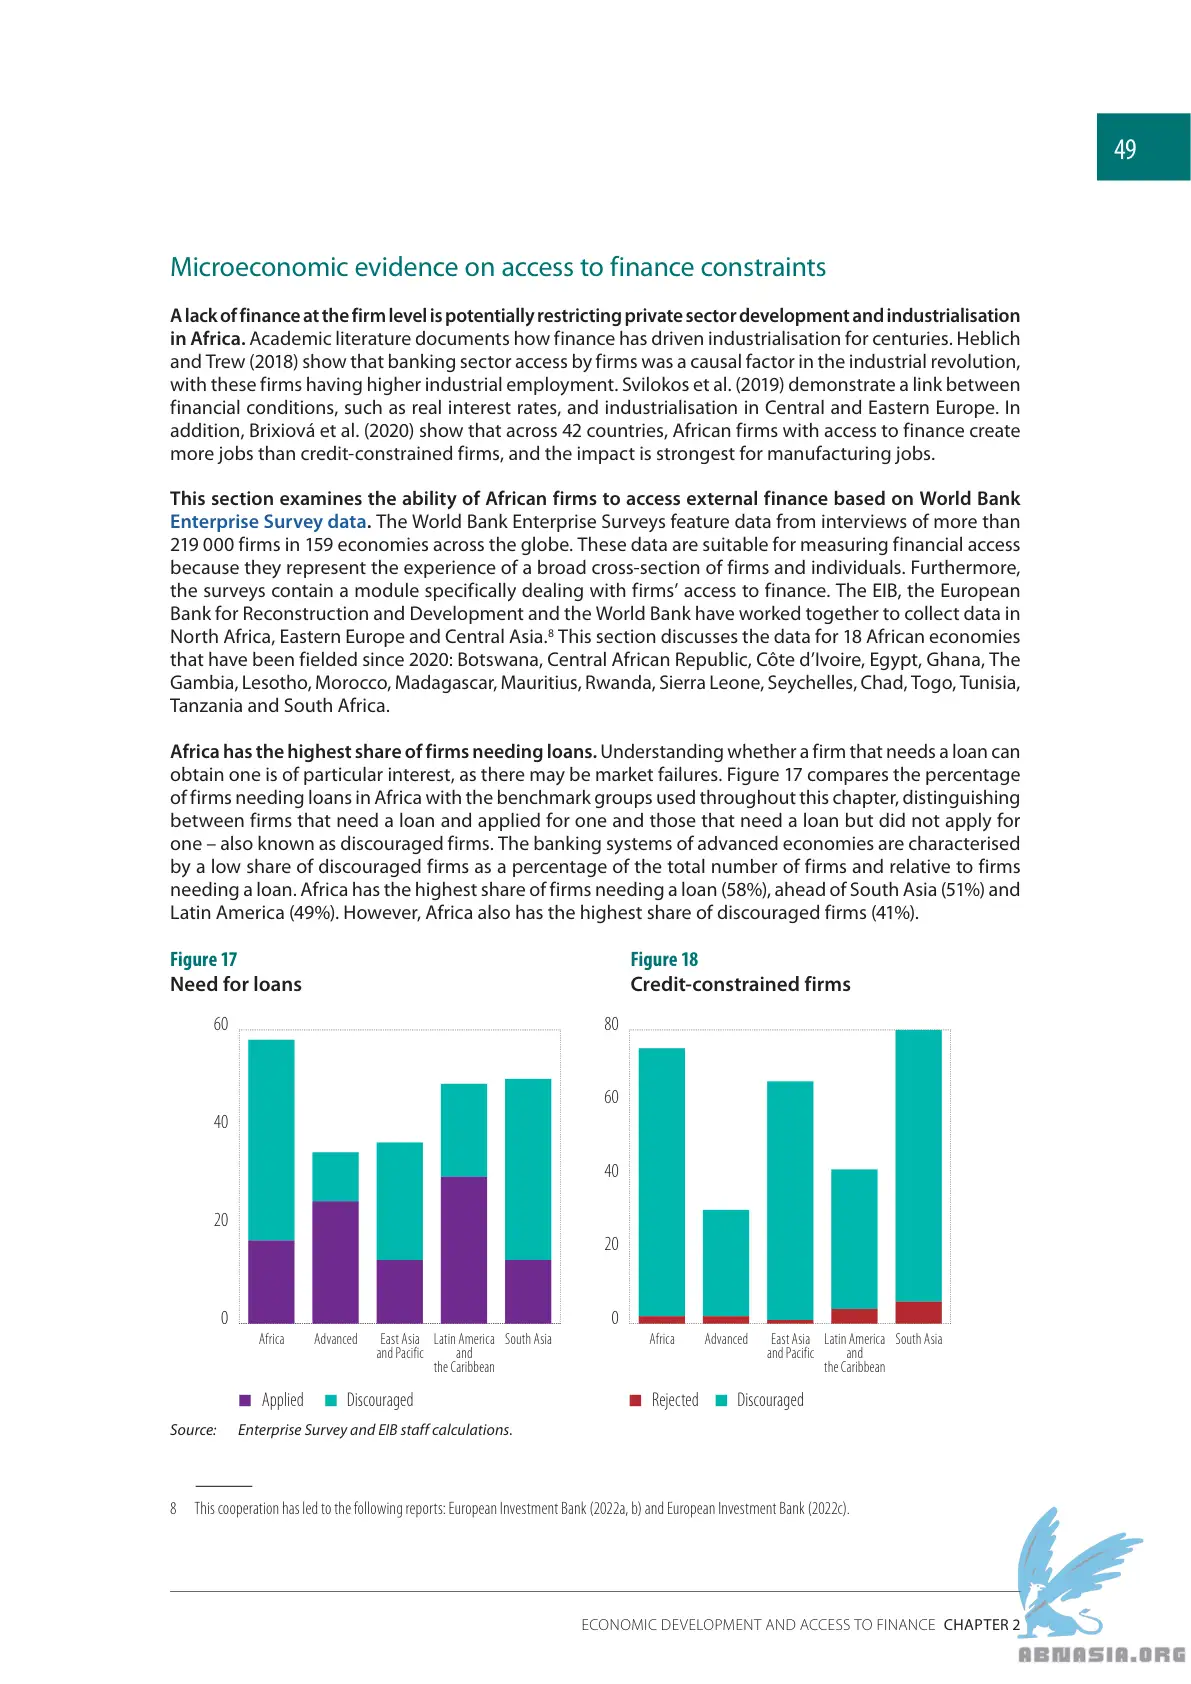 49
Microeconomic evidence on access to finance constraints
A lack of finance at the firm level is potentially restricting private sector development and industrialisation
in Africa. Academic literature documents how finance has driven industrialisation for centuries. Heblich
and Trew (2018) show that banking sector access by firms was a causal factor in the industrial revolution,
with these firms having higher industrial employment. Svilokos et al. (2019) demonstrate a link between
financial conditions, such as real interest rates, and industrialisation in Central and Eastern Europe. In
addition, Brixiová et al. (2020) show that across 42 countries, African firms with access to finance create
more jobs than credit-constrained firms, and the impact is strongest for manufacturing jobs.
This section examines the ability of African firms to access external finance based on World Bank
Enterprise Survey data. The World Bank Enterprise Surveys feature data from interviews of more than
219 000 firms in 159 economies across the globe. These data are suitable for measuring financial access
because they represent the experience of a broad cross-section of firms and individuals. Furthermore,
the surveys contain a module specifically dealing with firms’ access to finance. The EIB, the European
Bank for Reconstruction and Development and the World Bank have worked together to collect data in
North Africa, Eastern Europe and Central Asia.⁸ This section discusses the data for 18 African economies
that have been fielded since 2020: Botswana, Central African Republic, Côte d’Ivoire, Egypt, Ghana, The
Gambia, Lesotho, Morocco, Madagascar, Mauritius, Rwanda, Sierra Leone, Seychelles, Chad, Togo, Tunisia,
Tanzania and South Africa.
Africa has the highest share of firms needing loans. Understanding whether a firm that needs a loan can
obtain one is of particular interest, as there may be market failures. Figure 17 compares the percentage
of firms needing loans in Africa with the benchmark groups used throughout this chapter, distinguishing
between firms that need a loan and applied for one and those that need a loan but did not apply for
one – also known as discouraged firms. The banking systems of advanced economies are characterised
by a low share of discouraged firms as a percentage of the total number of firms and relative to firms
needing a loan. Africa has the highest share of firms needing a loan (58%), ahead of South Asia (51%) and
Latin America (49%). However, Africa also has the highest share of discouraged firms (41%).
Figure 17
Need for loans
60
40
20
0
Africa Advanced East Asia Latin America South Asia
and Pacific and
the Caribbean
Applied Discouraged
Figure 18
Credit-constrained firms
80
60
40
20
0
Africa Advanced East Asia Latin America South Asia
and Pacific and
the Caribbean
Rejected Discouraged
Source: Enterprise Survey and EIB staff calculations.
8 This cooperation has led to the following reports: European Investment Bank (2022a, b) and European Investment Bank (2022c).
ECONOMIC DEVELOPMENT AND ACCESS TO FINANCE CHAPTER 2
ABNASIA.ORG